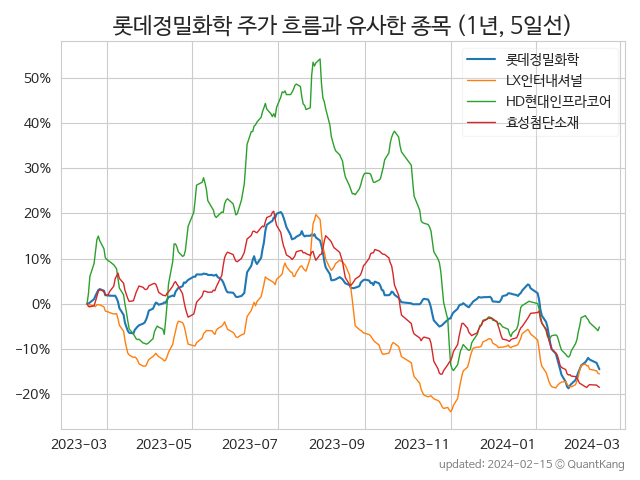 롯데정밀화학 주가 흐름과 유사한 종목 (1년, 5일선)
롯데정밀화학
LX인터내셔널
HD현대인프라코어
효성첨단소재
50%
40%
30%
20%
10%
0%
−10%
−20%
2023-03 2023-05 2023-07 2023-09 2023-11 2024-01 2024-03
updated: 2024-02-15 © QuantKang